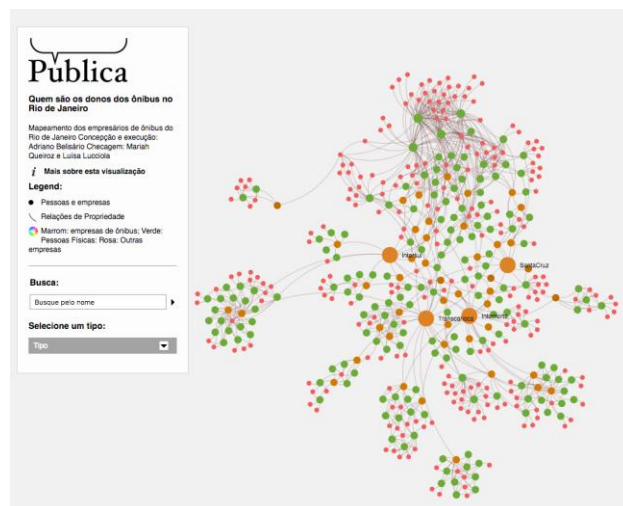 Pública
Quem são os donos dos ônibus no
Rio de Janeiro
Mapeamento dos empresários de ônibus do
Rio de Janeiro Concepção e execução:
Adriano Belisário Checagem: Mariah
Queiroz e Luisa Lucciola
i Mais sobre esta visualização
Legend:
Pessoas e empresas
Relações de Propriedade
Marrom: empresas de ônibus; Verde:
Pessoas Físicas: Rosa: Outras
empresas
Busca:
Busque pelo nome
Selecione um tipo:
Tipo
Intersul
SantaCruz
Transcarioca
Internorte